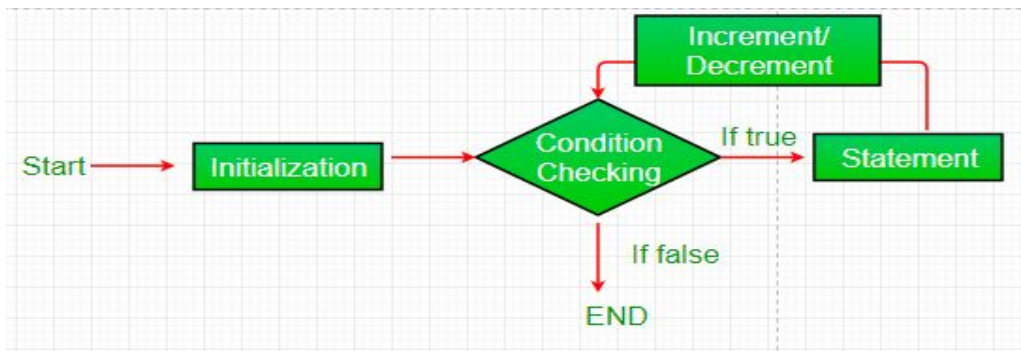 Increment/
Decrement
Start
Initialization
Condition
Checking
If true
Statement
If false
END